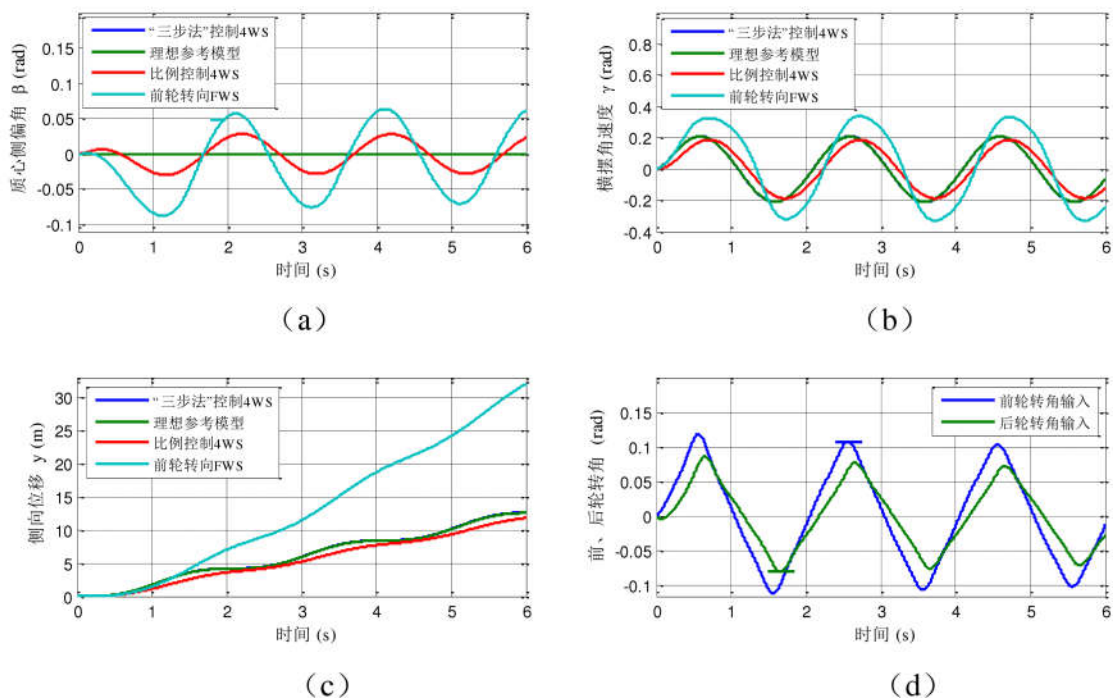 “三步法”控制4WS
理想参考模型
比例控制4WS
前轮转向FWS
质心侧偏角 β (rad)
0.15
0.1
0.05
0
-0.05
-0.1
0 1 2 3 4 5 6
时间 (s)
(a)
“三步法”控制4WS
理想参考模型
比例控制4WS
前轮转向FWS
横摆角速度 γ (rad)
0.8
0.6
0.4
0.2
0
-0.2
-0.4
0 1 2 3 4 5 6
时间 (s)
(b)
“三步法”控制4WS
理想参考模型
比例控制4WS
前轮转向FWS
侧向位移 y (m)
30
25
20
15
10
5
0
0 1 2 3 4 5 6
时间 (s)
(c)
前轮转角输入
后轮转角输入
前、后轮转角 (rad)
0.15
0.1
0.05
0
-0.05
-0.1
0 1 2 3 4 5 6
时间 (s)
(d)